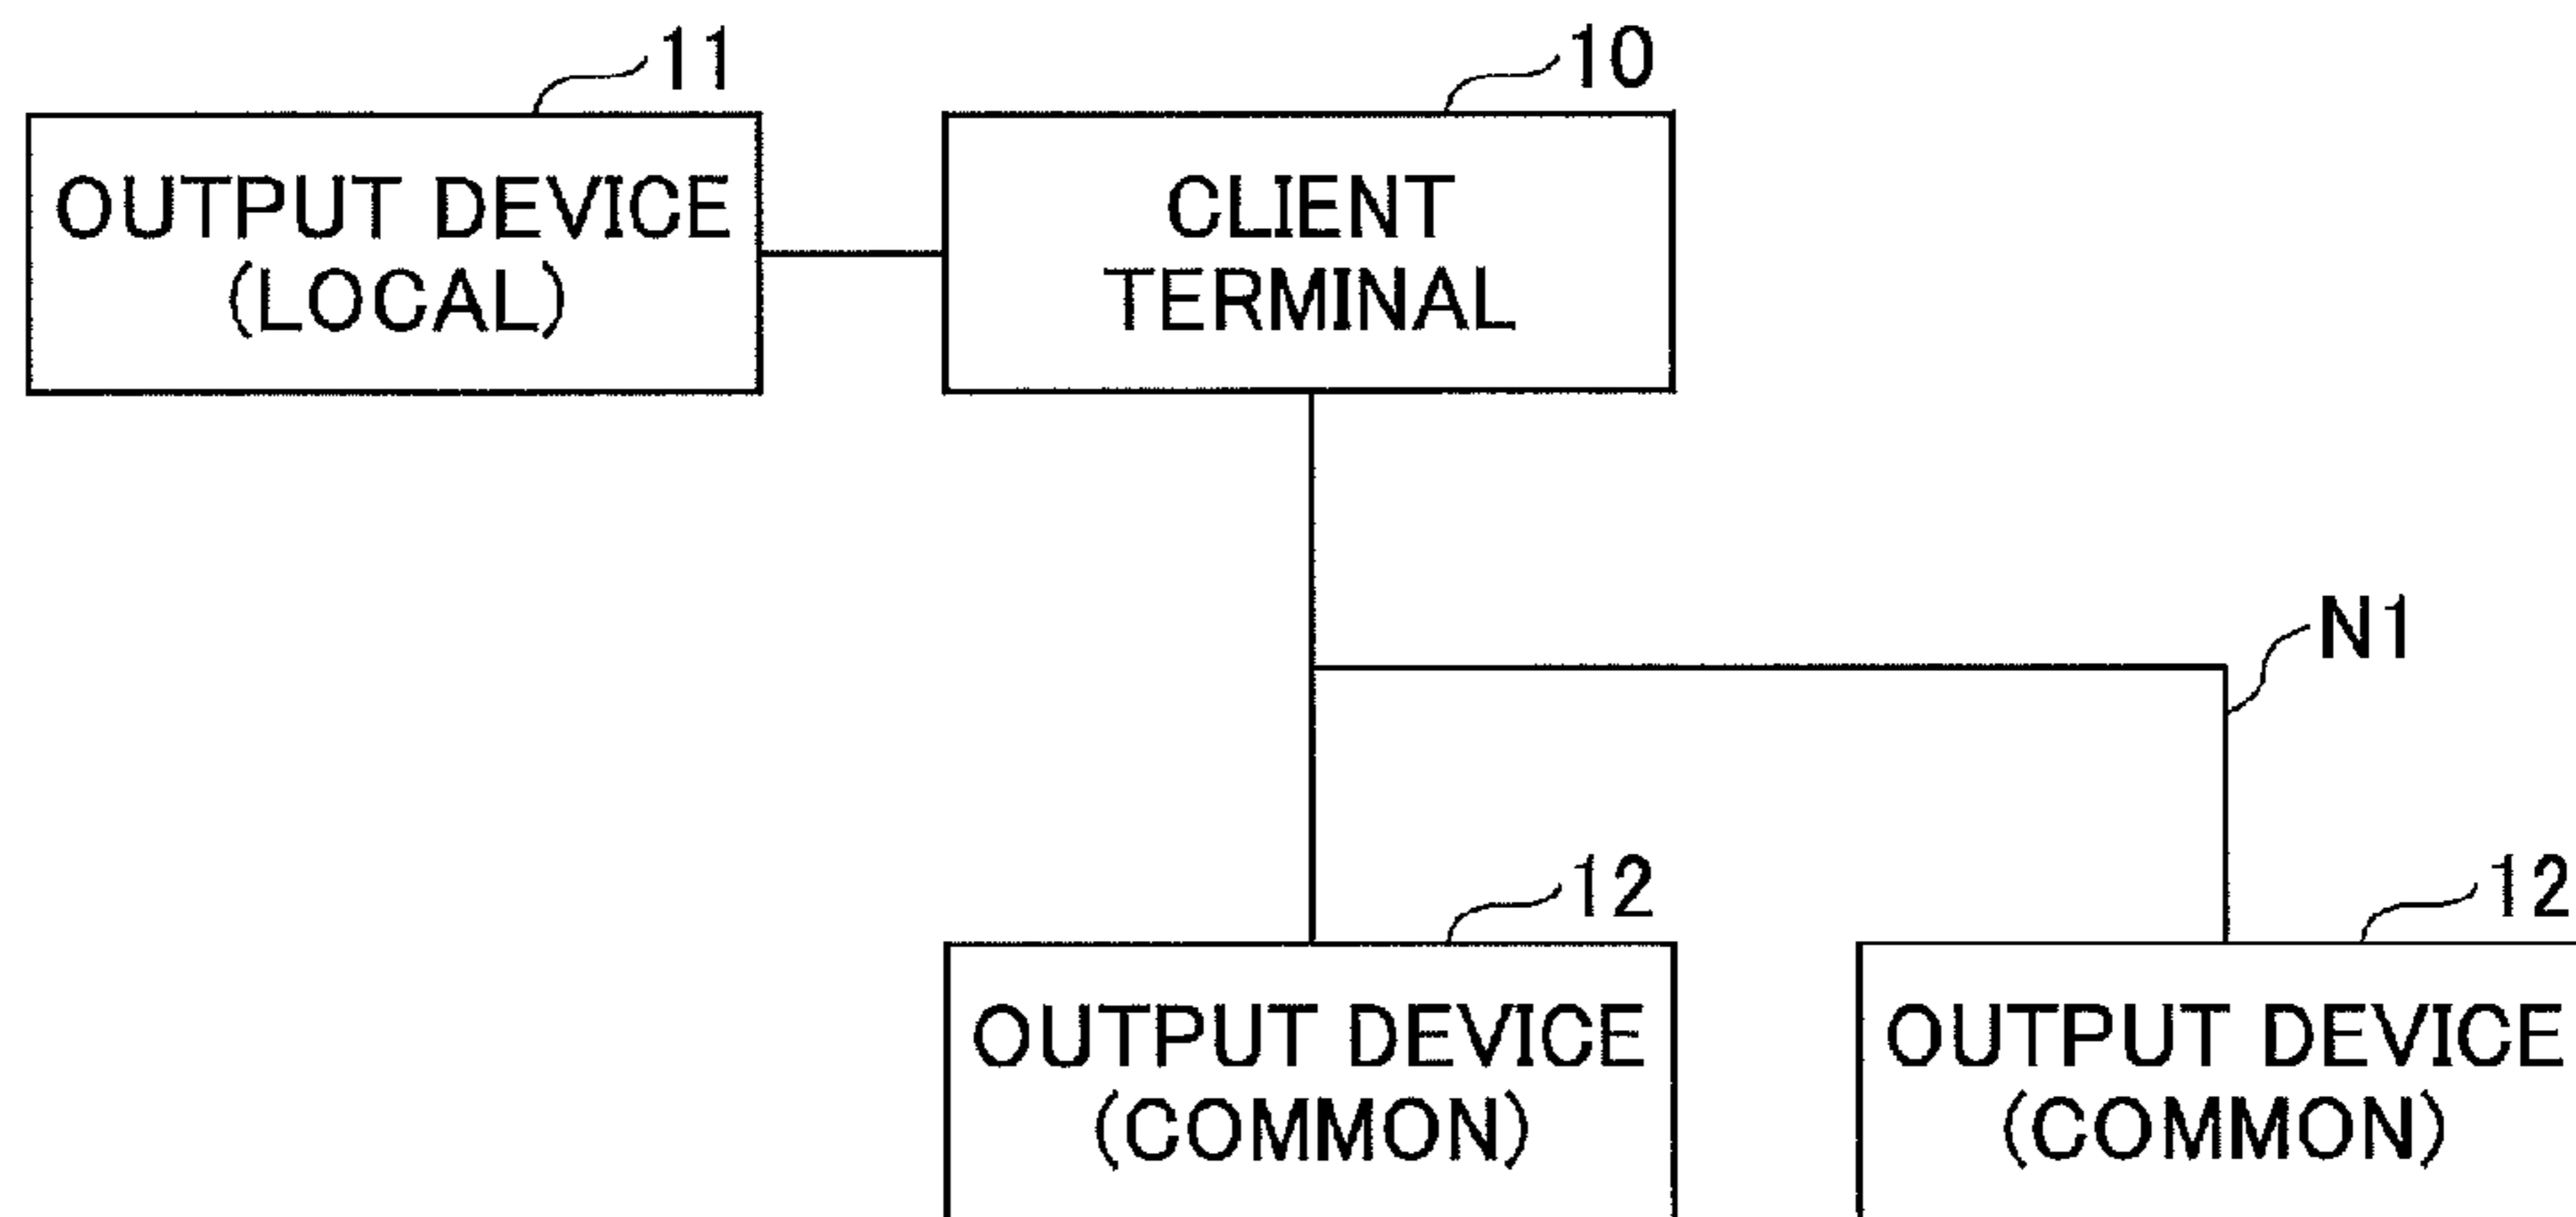 11
10
OUTPUT DEVICE
(LOCAL)
CLIENT
TERMINAL
N1
12
12
OUTPUT DEVICE
(COMMON)
OUTPUT DEVICE
(COMMON)